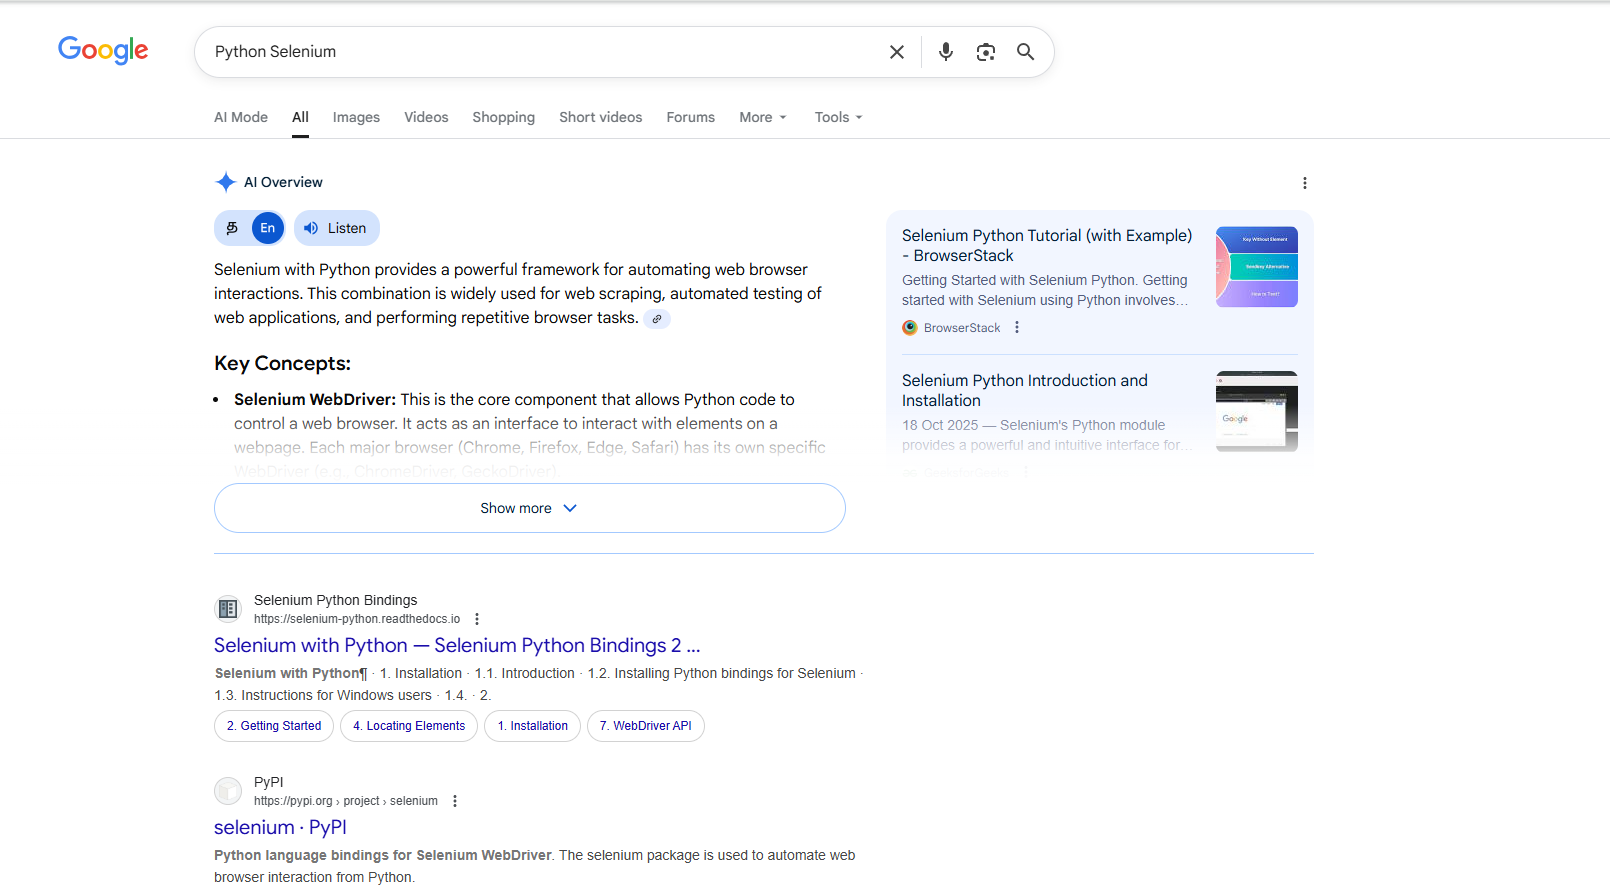 Google
Python Selenium
AI Mode
All
Images
Videos
Shopping
Short videos
Forums
More
Tools
AI Overview
த
En
Listen
Selenium with Python provides a powerful framework for automating web browser
interactions. This combination is widely used for web scraping, automated testing of
web applications, and performing repetitive browser tasks.
Key Concepts:
• Selenium WebDriver: This is the core component that allows Python code to
control a web browser. It acts as an interface to interact with elements on a
webpage. Each major browser (Chrome, Firefox, Edge, Safari) has its own specific
WebDriver (e.g., ChromeDriver, GeckoDriver).
Show more
Selenium Python Tutorial (with Example)
- BrowserStack
Getting Started with Selenium Python. Getting
started with Selenium using Python involves...
BrowserStack
Key Without Element
Sendkey Alternative
How to Test?
Selenium Python Introduction and
Installation
18 Oct 2025 — Selenium's Python module
provides a powerful and intuitive interface for...
Google
Selenium Python Bindings
https://selenium-python.readthedocs.io
Selenium with Python — Selenium Python Bindings 2 ...
Selenium with Python¶ · 1. Installation · 1.1. Introduction · 1.2. Installing Python bindings for Selenium ·
1.3. Instructions for Windows users · 1.4. · 2.
2. Getting Started
4. Locating Elements
1. Installation
7. WebDriver API
PyPI
https://pypi.org › project › selenium
selenium · PyPI
Python language bindings for Selenium WebDriver. The selenium package is used to automate web
browser interaction from Python.